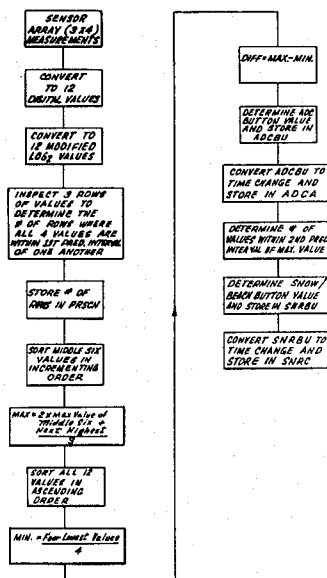 SENSOR
ARRAY (3 X 4)
MEASUREMENTS
CONVERT
TO 12
DIGITAL VALUES
CONVERT TO
12 MODIFIED
LOG2 VALUES
INSPECT 3 ROWS
OF VALUES TO
DETERMINE THE
# OF ROWS WHERE
ALL 4 VALUES ARE
WITHIN 1ST PRED. INTERVAL
OF ONE ANOTHER
STORE # OF
ROWS IN PRSCN
SORT MIDDLE SIX
VALUES IN
INCREMENTING
ORDER
MAX = 2 x Max Value of
Middle Six +
Next Highest
3
SORT ALL 12
VALUES IN
ASCENDING
ORDER
MIN. = Four Lowest Values
4
DIFF = MAX. - MIN.
DETERMINE ADC
BUTTON VALUE
AND STORE IN
ADCBU
CONVERT ADCBU TO
TIME CHANGE AND
STORE IN ADCA
DETERMINE # OF
VALUES WITHIN 2ND PRED.
INTERVAL OF MAX. VALUE
DETERMINE SNOW/
BEACH BUTTON VALUE
AND STORE IN SNRBU
CONVERT SNRBU TO
TIME CHANGE AND
STORE IN SNRC